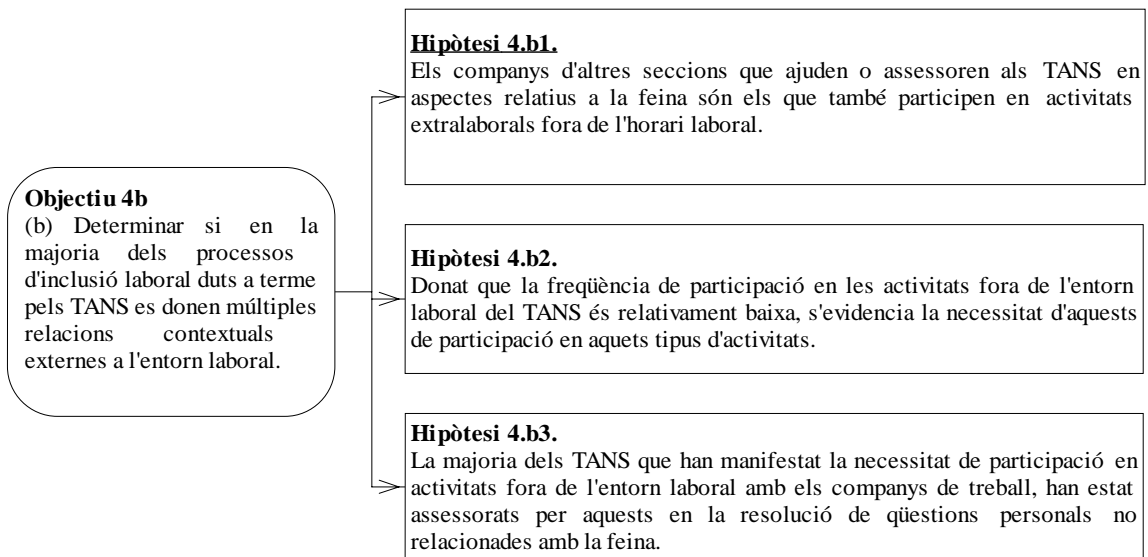 Objectiu 4b
(b) Determinar si en la
majoria dels processos
d'inclusió laboral duts a terme
pels TANS es donen múltiples
relacions contextuals
externes a l'entorn laboral.
Hipòtesi 4.b1.
Els companys d'altres seccions que ajuden o assessoren als TANS en
aspectes relatius a la feina són els que també participen en activitats
extralaborals fora de l'horari laboral.
Hipòtesi 4.b2.
Donat que la freqüència de participació en les activitats fora de l'entorn
laboral del TANS és relativament baixa, s'evidencia la necessitat d'aquests
de participació en aquets tipus d'activitats.
Hipòtesi 4.b3.
La majoria dels TANS que han manifestat la necessitat de participació en
activitats fora de l'entorn laboral amb els companys de treball, han estat
assessorats per aquests en la resolució de qüestions personals no
relacionades amb la feina.